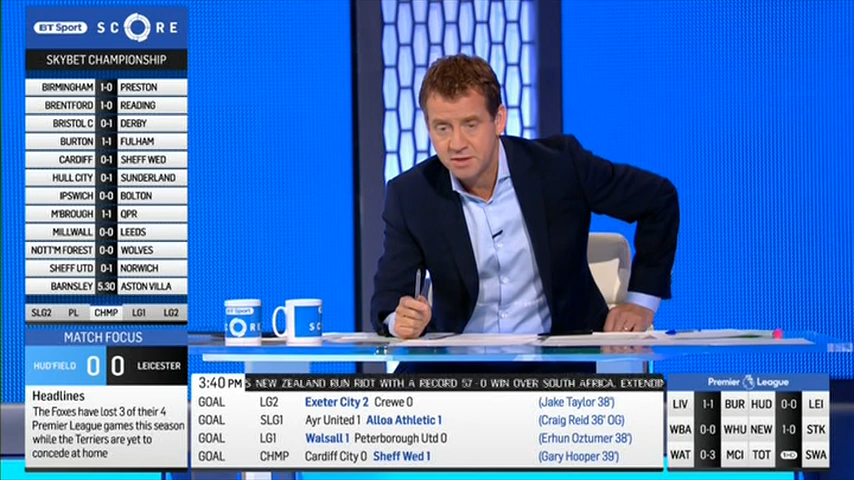 BT Sport SCORE
SKYBET CHAMPIONSHIP
BIRMINGHAM 1-0 PRESTON
BRENTFORD 1-0 READING
BRISTOL C 0-1 DERBY
BURTON 1-1 FULHAM
CARDIFF 0-1 SHEFF WED
HULL CITY 0-1 SUNDERLAND
IPSWICH 0-0 BOLTON
M'BROUGH 1-1 QPR
MILLWALL 0-0 LEEDS
NOTT'M FOREST 0-0 WOLVES
SHEFF UTD 0-1 NORWICH
BARNSLEY 5.30 ASTON VILLA
SLG2 PL CHMP LG1 LG2
MATCH FOCUS
HUD'FIELD 0 0 LEICESTER
Headlines
The Foxes have lost 3 of their 4
Premier League games this season
while the Terriers are yet to
concede at home
BT Sport
SCORE
3:40 PM NEW ZEALAND RUN RIOT WITH A RECORD 57-0 WIN OVER SOUTH AFRICA, EXTENDIN
GOAL LG2 Exeter City 2 Crewe 0 (Jake Taylor 38')
GOAL SLG1 Ayr United 1 Alloa Athletic 1 (Craig Reid 36' OG)
GOAL LG1 Walsall 1 Peterborough Utd 0 (Erhun Oztumer 38')
GOAL CHMP Cardiff City 0 Sheff Wed 1 (Gary Hooper 39')
Premier League
LIV 1-1 BUR HUD 0-0 LEI
WBA 0-0 WHU NEW 1-0 STK
WAT 0-3 MCI TOT SWA